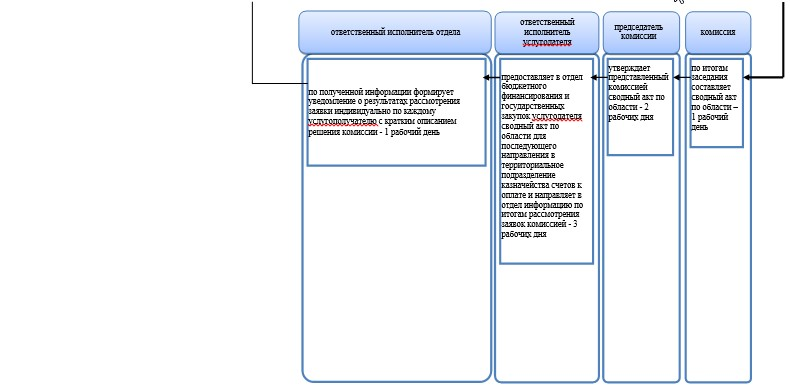 ответственный исполнитель отдела
по полученной информации формирует
уведомление о результатах рассмотрения
заявки индивидуально по каждому
услугополучателю с кратким описанием
решения комиссии - 1 рабочий день
ответственный
исполнитель
услугодателя
предоставляет в отдел
бюджетного
финансирования и
государственных
закупок услугодателя
сводный акт по
области для
последующего
направления в
территориальное
подразделение
казначейства счетов к
оплате и направляет в
отдел информацию по
итогам рассмотрения
заявок комиссией - 3
рабочих дня
председатель
комиссии
утверждает
представленный
комиссией
сводный акт по
области - 2
рабочих дня
комиссия
по итогам
заседания
составляет
сводный акт по
области –
1 рабочий
день